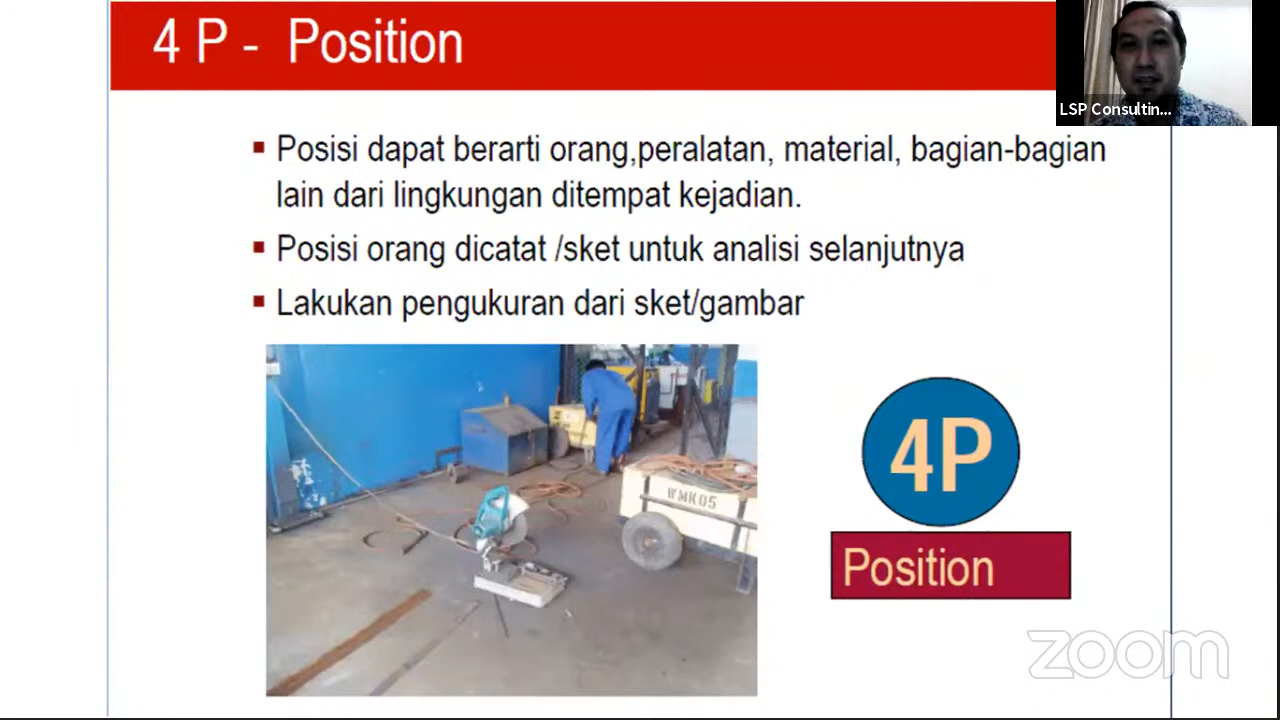 4 P - Position
LSP Consultin...
Posisi dapat berarti orang,peralatan, material, bagian-bagian
lain dari lingkungan ditempat kejadian.
Posisi orang dicatat /sket untuk analisi selanjutnya
Lakukan pengukuran dari sket/gambar
WMK05
4P
Position
zoom